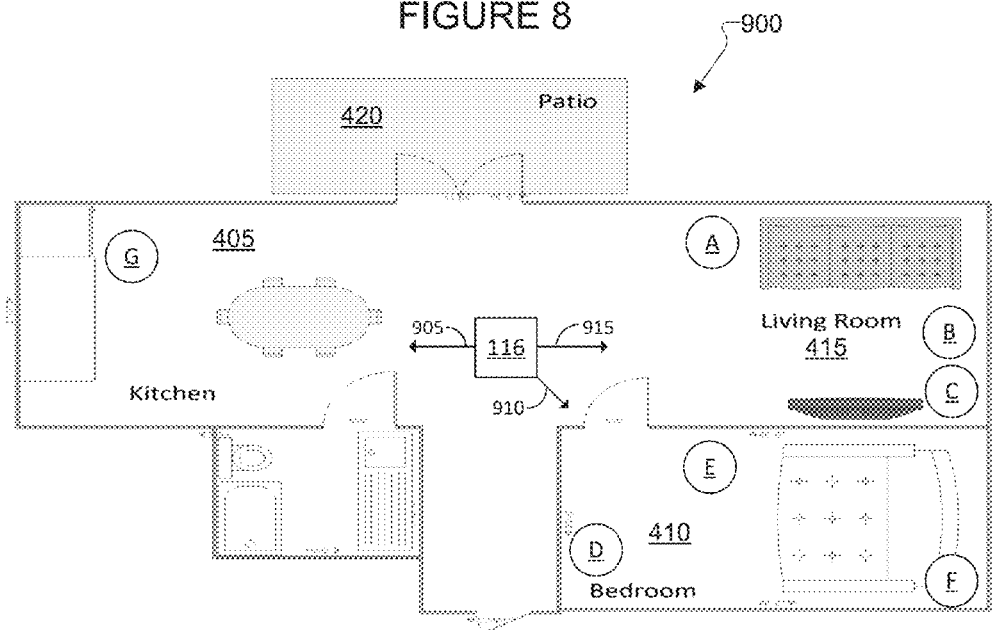 FIGURE 8
900
420
Patio
G
405
A
Living Room
415
B
905
116
915
C
Kitchen
910
E
410
D
Bedroom
F